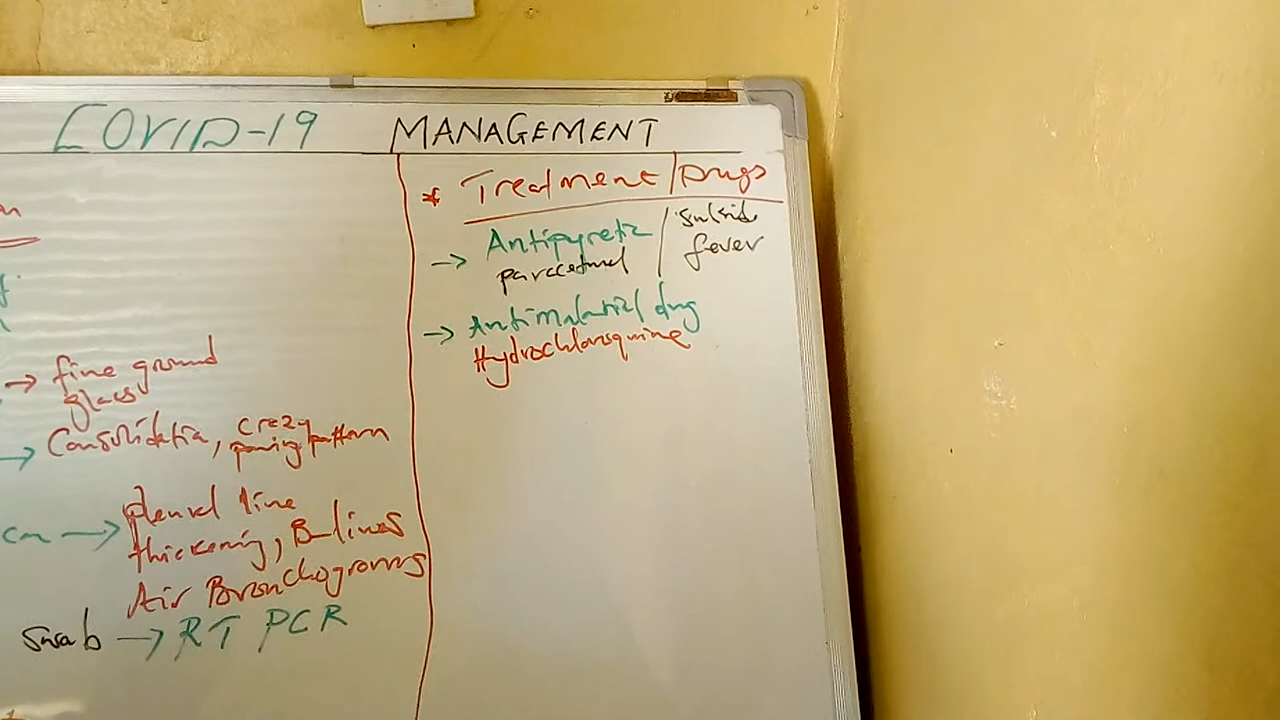 COVID-19 MANAGEMENT
→ fine ground
glass
→ Consolidation, crazy
paving pattern
→ pleural line
thickening, B-lines
Air Bronchograms
Swab → RT PCR
* Treatment/Drugs
→ Antipyretic / subside
paracetmol fever
→ Antimalarial drug
Hydrochloroquine